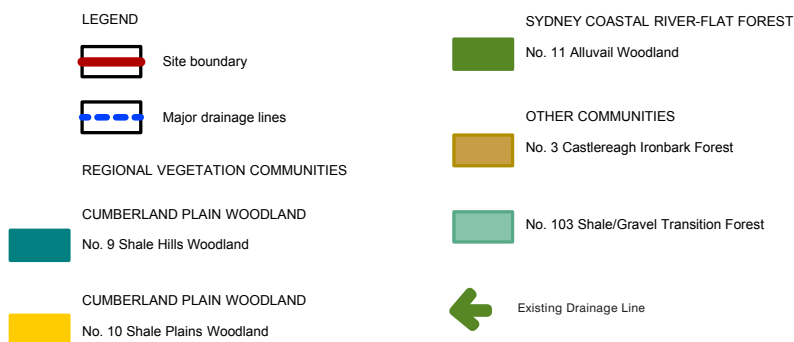 LEGEND
Site boundary
Major drainage lines
REGIONAL VEGETATION COMMUNITIES
CUMBERLAND PLAIN WOODLAND
No. 9 Shale Hills Woodland
CUMBERLAND PLAIN WOODLAND
No. 10 Shale Plains Woodland
SYDNEY COASTAL RIVER-FLAT FOREST
No. 11 Alluvail Woodland
OTHER COMMUNITIES
No. 3 Castlereagh Ironbark Forest
No. 103 Shale/Gravel Transition Forest
Existing Drainage Line